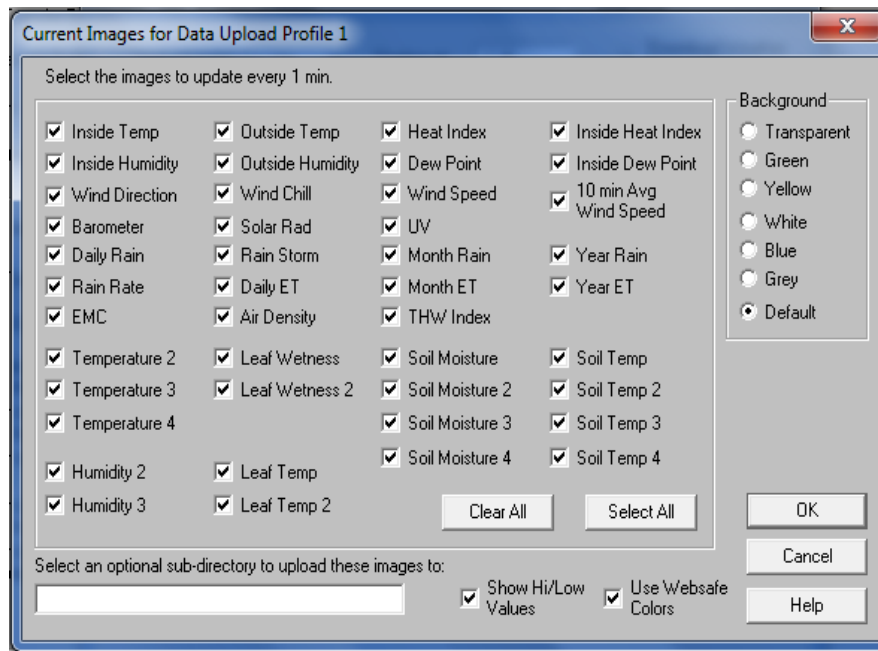 Current Images for Data Upload Profile 1
Select the images to update every 1 min.
Inside Temp
Outside Temp
Heat Index
Inside Heat Index
Inside Humidity
Outside Humidity
Dew Point
Inside Dew Point
Wind Direction
Wind Chill
Wind Speed
10 min Avg
Wind Speed
Barometer
Solar Rad
UV
Daily Rain
Rain Storm
Month Rain
Year Rain
Rain Rate
Daily ET
Month ET
Year ET
EMC
Air Density
THW Index
Temperature 2
Leaf Wetness
Soil Moisture
Soil Temp
Temperature 3
Leaf Wetness 2
Soil Moisture 2
Soil Temp 2
Temperature 4
Soil Moisture 3
Soil Temp 3
Humidity 2
Leaf Temp
Soil Moisture 4
Soil Temp 4
Humidity 3
Leaf Temp 2
Clear All
Select All
Background
Transparent
Green
Yellow
White
Blue
Grey
Default
OK
Cancel
Help
Select an optional sub-directory to upload these images to:
Show Hi/Low
Values
Use Websafe
Colors